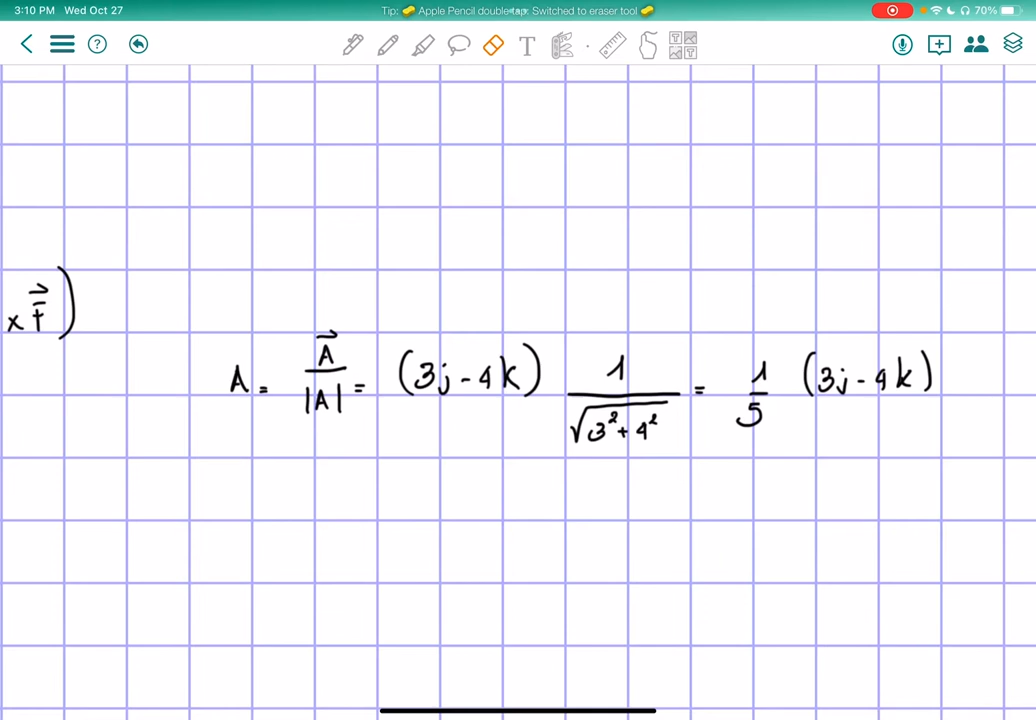 3:10 PM Wed Oct 27
Tip: 🧽 Apple Pencil double-tap: Switched to eraser tool 🧽
70%
x F⃗ )
A = A⃗ / |A| = (3j - 4k) 1 / √(3² + 4²) = 1/5 (3j - 4k)